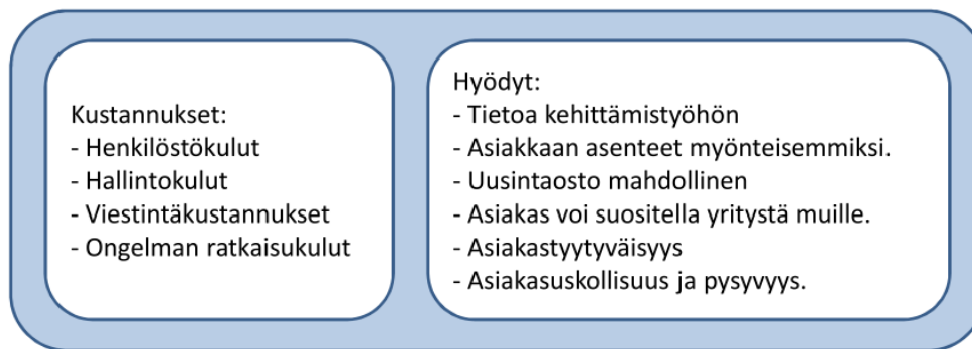 Kustannukset:
- Henkilöstökulut
- Hallintokulut
- Viestintäkustannukset
- Ongelman ratkaisukulut
Hyödyt:
- Tietoa kehittämistyöhön
- Asiakkaan asenteet myönteisemmiksi.
- Uusintaosto mahdollinen
- Asiakas voi suositella yritystä muille.
- Asiakastyytyväisyys
- Asiakasuskollisuus ja pysyvyys.